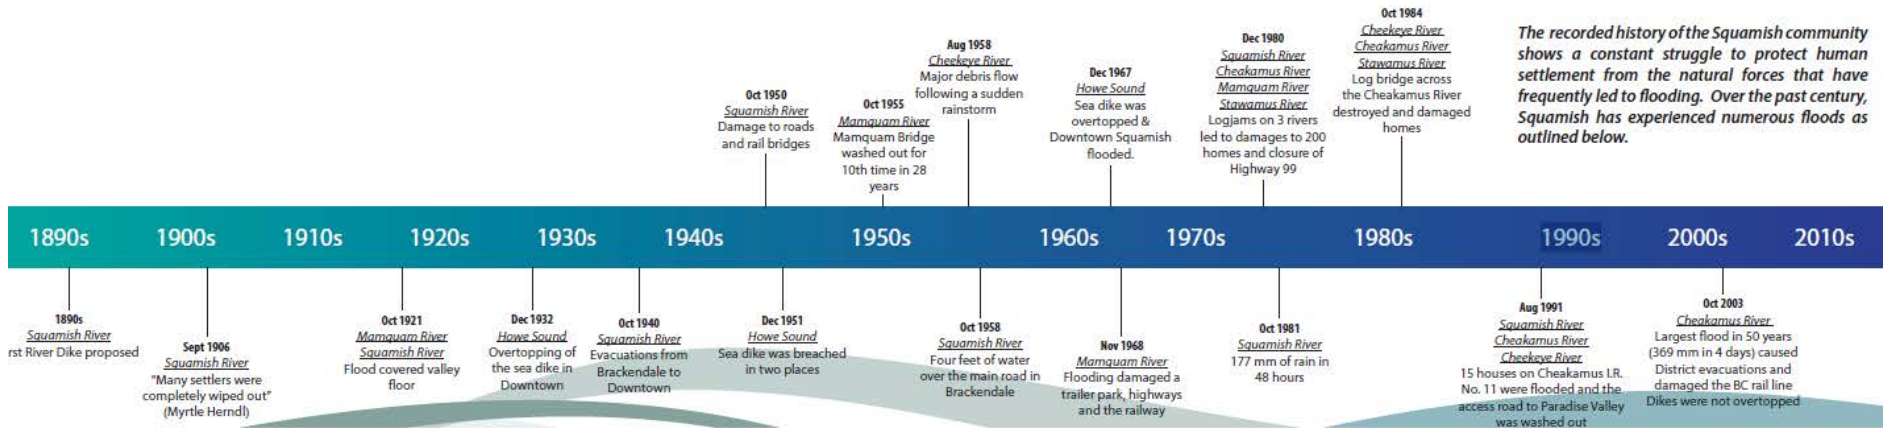 The recorded history of the Squamish community
shows a constant struggle to protect human
settlement from the natural forces that have
frequently led to flooding. Over the past century,
Squamish has experienced numerous floods as
outlined below.
Oct 1950
Squamish River
Damage to roads
and rail bridges
Oct 1955
Mamquam River
Mamquam Bridge
washed out for
10th time in 28
years
Aug 1958
Cheekeye River
Major debris flow
following a sudden
rainstorm
Dec 1967
Howe Sound
Sea dike was
overtopped &
Downtown Squamish
flooded.
Dec 1980
Squamish River
Cheakamus River
Mamquam River
Stawamus River
Logjams on 3 rivers
led to damages to 200
homes and closure of
Highway 99
Oct 1984
Cheekeye River
Cheakamus River
Stawamus River
Log bridge across
the Cheakamus River
destroyed and damaged
homes
1890s 1900s 1910s 1920s 1930s 1940s 1950s 1960s 1970s 1980s 1990s 2000s 2010s
1890s
Squamish River
rst River Dike proposed
Sept 1906
Squamish River
"Many settlers were
completely wiped out"
(Myrtle Herndl)
Oct 1921
Mamquam River
Squamish River
Flood covered valley
floor
Dec 1932
Howe Sound
Overtopping of
the sea dike in
Downtown
Oct 1940
Squamish River
Evacuations from
Brackendale to
Downtown
Dec 1951
Howe Sound
Sea dike was breached
in two places
Oct 1958
Squamish River
Four feet of water
over the main road in
Brackendale
Nov 1968
Mamquam River
Flooding damaged a
trailer park, highways
and the railway
Oct 1981
Squamish River
177 mm of rain in
48 hours
Aug 1991
Squamish River
Cheakamus River
Cheekeye River
15 houses on Cheakamus I.R.
No. 11 were flooded and the
access road to Paradise Valley
was washed out
Oct 2003
Cheakamus River
Largest flood in 50 years
(369 mm in 4 days) caused
District evacuations and
damaged the BC rail line
Dikes were not overtopped